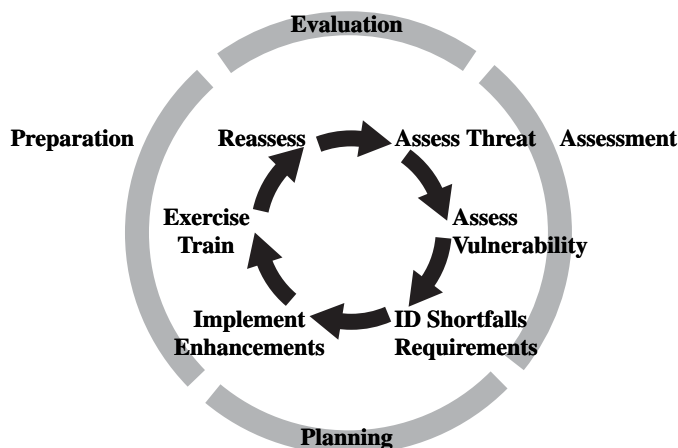 Evaluation
Preparation
Reassess
Assess Threat
Assessment
Exercise
Train
Assess
Vulnerability
Implement
Enhancements
ID Shortfalls
Requirements
Planning